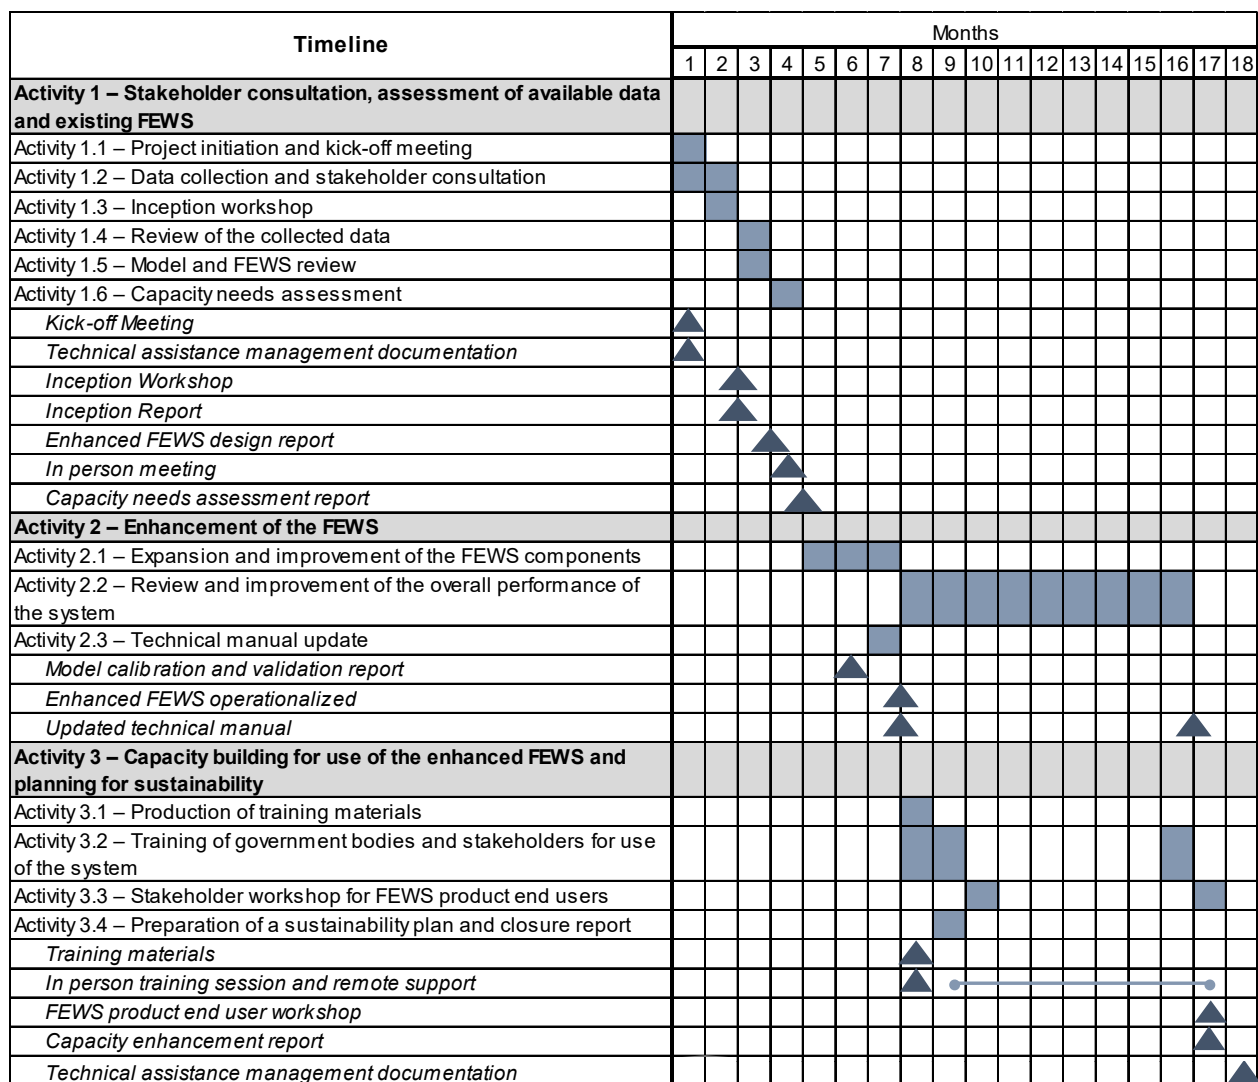 Timeline
Months
1 2 3 4 5 6 7 8 9 10 11 12 13 14 15 16 17 18
Activity 1 – Stakeholder consultation, assessment of available data
and existing FEWS
Activity 1.1 – Project initiation and kick-off meeting
Activity 1.2 – Data collection and stakeholder consultation
Activity 1.3 – Inception workshop
Activity 1.4 – Review of the collected data
Activity 1.5 – Model and FEWS review
Activity 1.6 – Capacity needs assessment
Kick-off Meeting
Technical assistance management documentation
Inception Workshop
Inception Report
Enhanced FEWS design report
In person meeting
Capacity needs assessment report
Activity 2 – Enhancement of the FEWS
Activity 2.1 – Expansion and improvement of the FEWS components
Activity 2.2 – Review and improvement of the overall performance of
the system
Activity 2.3 – Technical manual update
Model calibration and validation report
Enhanced FEWS operationalized
Updated technical manual
Activity 3 – Capacity building for use of the enhanced FEWS and
planning for sustainability
Activity 3.1 – Production of training materials
Activity 3.2 – Training of government bodies and stakeholders for use
of the system
Activity 3.3 – Stakeholder workshop for FEWS product end users
Activity 3.4 – Preparation of a sustainability plan and closure report
Training materials
In person training session and remote support
FEWS product end user workshop
Capacity enhancement report
Technical assistance management documentation